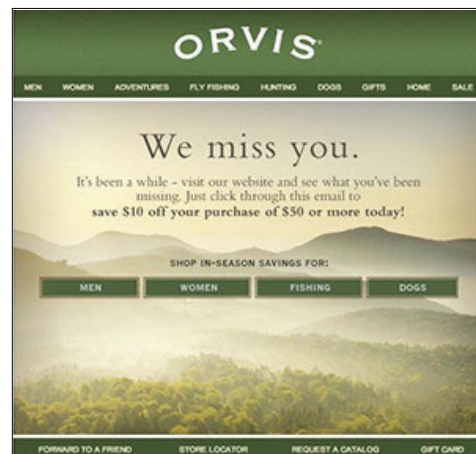 ORVIS
MEN WOMEN ADVENTURES FLY FISHING HUNTING DOGS GIFTS HOME SALE
We miss you.
It's been a while - visit our website and see what you've been
missing. Just click through this email to
save $10 off your purchase of $50 or more today!
SHOP IN-SEASON SAVINGS FOR:
MEN WOMEN FISHING DOGS
FORWARD TO A FRIEND STORE LOCATOR REQUEST A CATALOG GIFT CARD